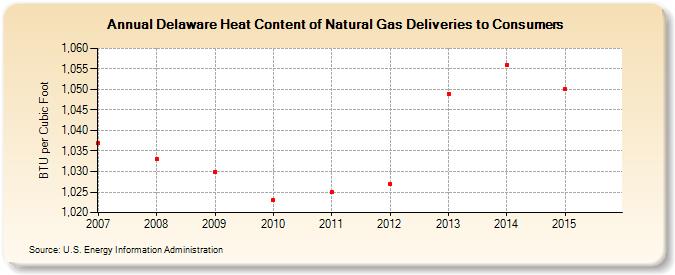 Annual Delaware Heat Content of Natural Gas Deliveries to Consumers
BTU per Cubic Foot
1,060
1,055
1,050
1,045
1,040
1,035
1,030
1,025
1,020
2007 2008 2009 2010 2011 2012 2013 2014 2015
Source: U.S. Energy Information Administration